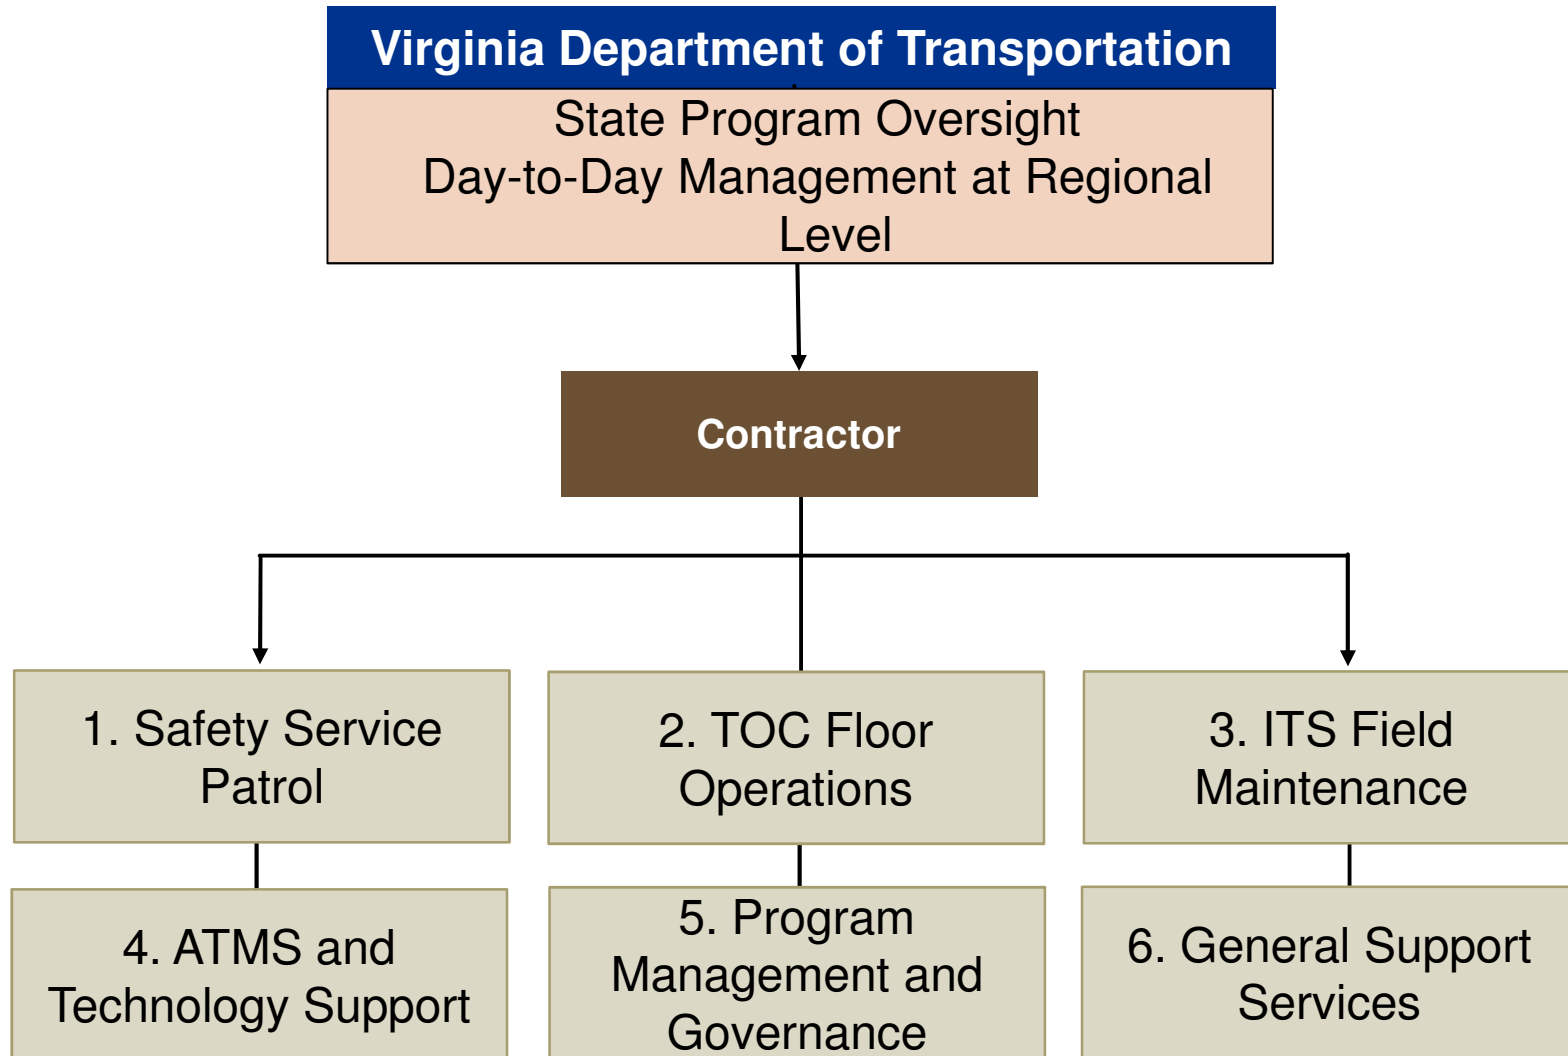 Virginia Department of Transportation
State Program Oversight
Day-to-Day Management at Regional
Level
Contractor
1. Safety Service
Patrol
2. TOC Floor
Operations
3. ITS Field
Maintenance
4. ATMS and
Technology Support
5. Program
Management and
Governance
6. General Support
Services